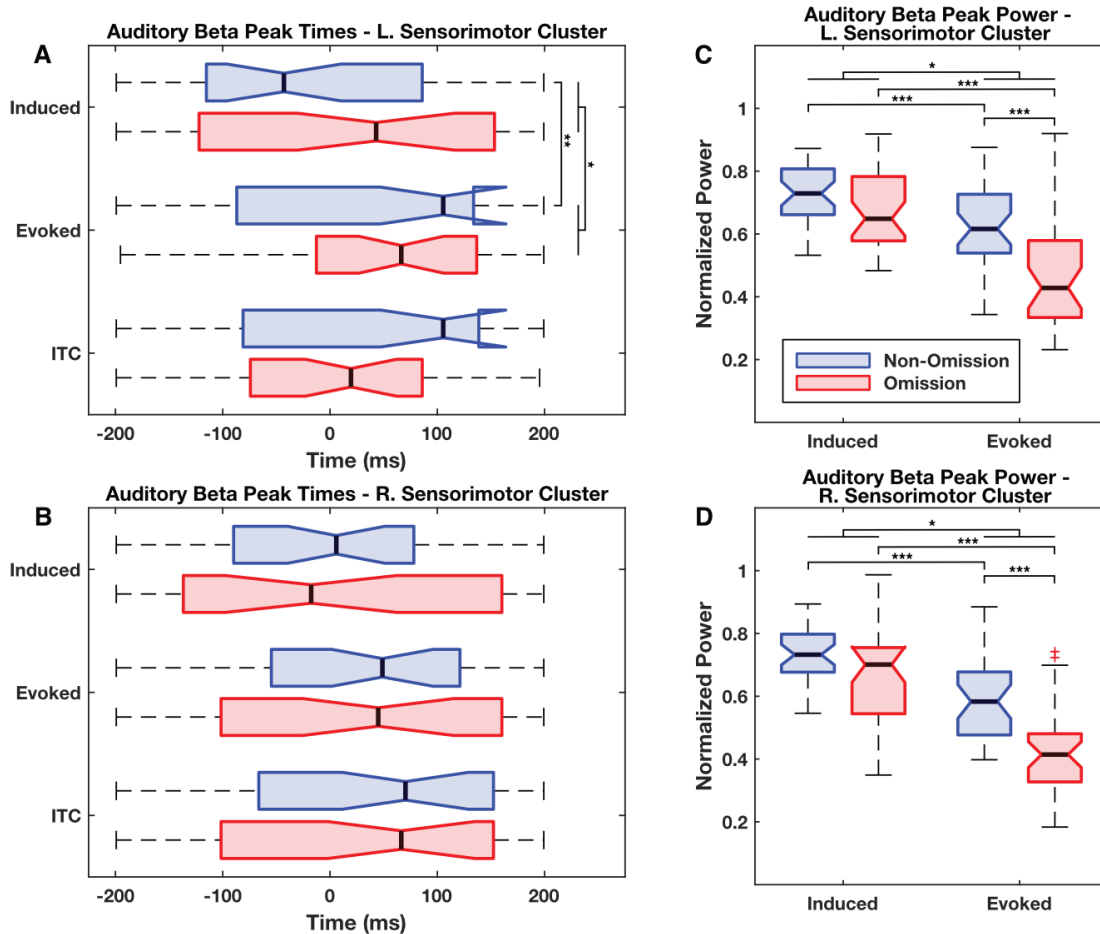 Auditory Beta Peak Times - L. Sensorimotor Cluster
A
Induced
Evoked
ITC
**
*
-200 -100 0 100 200
Time (ms)
Auditory Beta Peak Times - R. Sensorimotor Cluster
B
Induced
Evoked
ITC
-200 -100 0 100 200
Time (ms)
Auditory Beta Peak Power -
L. Sensorimotor Cluster
C
*
***
*** ***
1
0.8
0.6
0.4
0.2
Normalized Power
Non-Omission
Omission
Induced Evoked
Auditory Beta Peak Power -
R. Sensorimotor Cluster
D
*
***
*** ***
1
0.8
0.6
0.4
0.2
Normalized Power
Induced Evoked